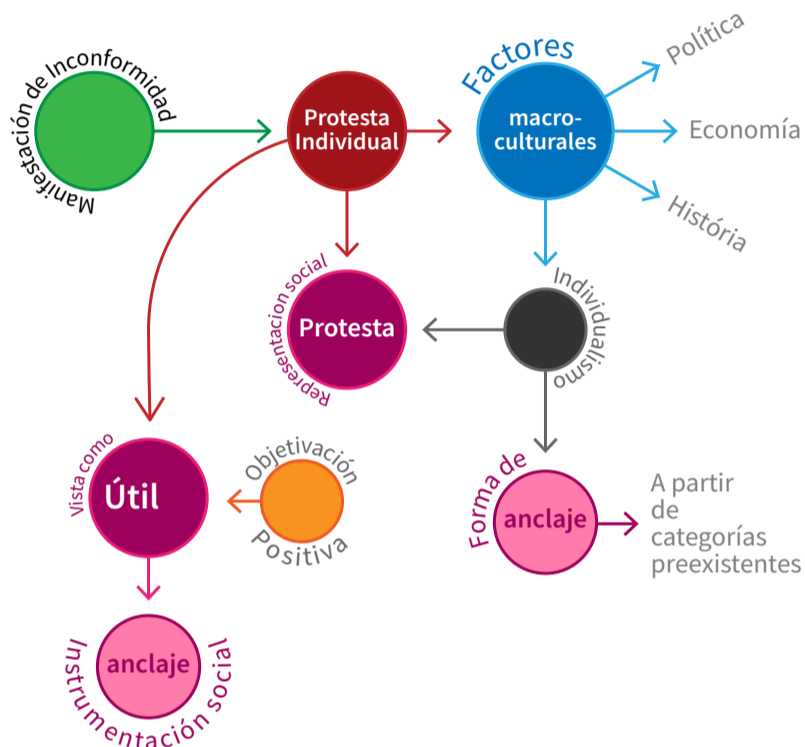 Manifestación de Inconformidad
Protesta
Individual
Factores
macro-
culturales
Política
Economía
História
Representacion social
Protesta
Individualismo
Vista como
Útil
Objetivación
Positiva
Forma de
anclaje
A partir
de
categorías
preexistentes
anclaje
Instrumentación social